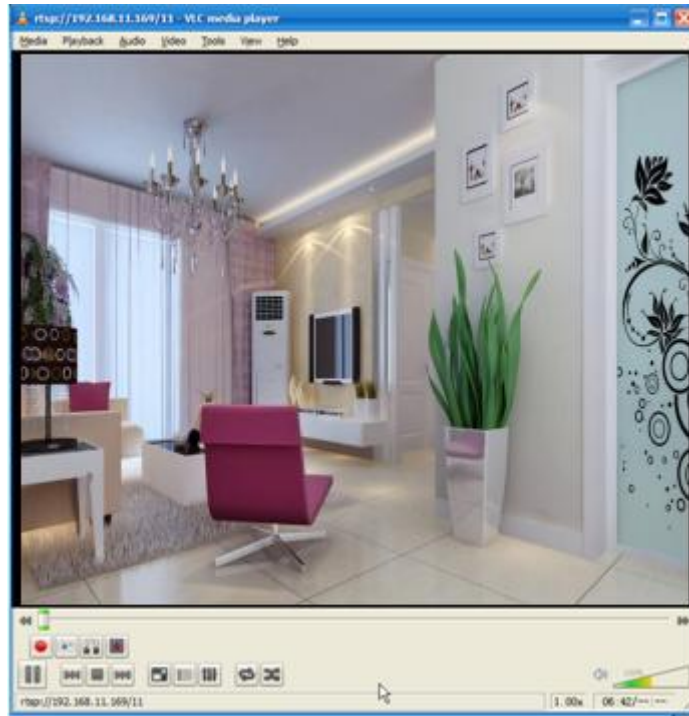 rtsp://192.168.11.169/11 - VLC media player
Media Playback Audio Video Tools View Help
rtsp://192.168.11.169/11 1.00x 06:42/--:--